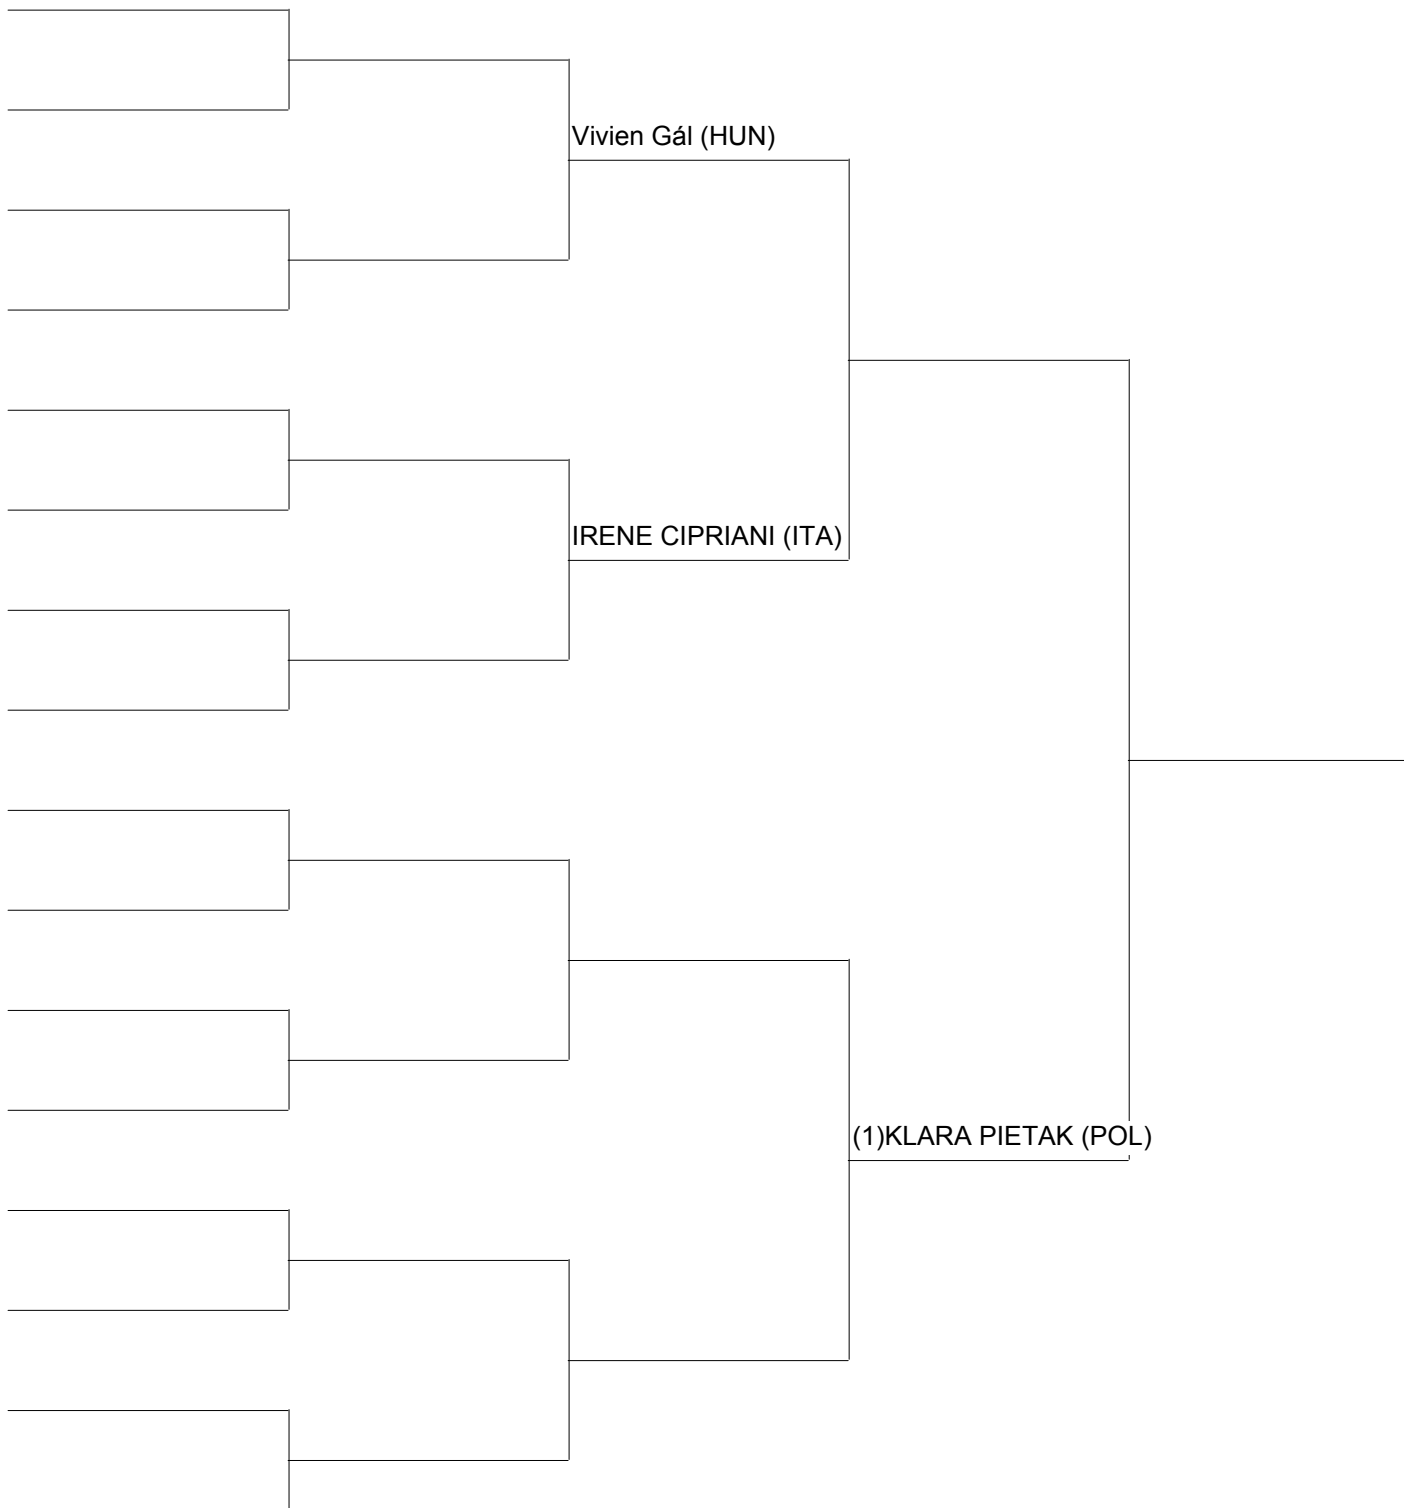 Vivien Gál (HUN)
IRENE CIPRIANI (ITA)
(1)KLARA PIETAK (POL)